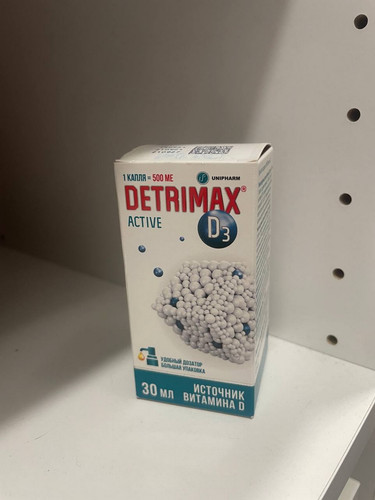 1 КАПЛЯ = 500 МЕ
UNIPHARM
DETRIMAX®
ACTIVE
D3
УДОБНЫЙ ДОЗАТОР
БОЛЬШАЯ УПАКОВКА
30 МЛ
ИСТОЧНИК
ВИТАМИНА D